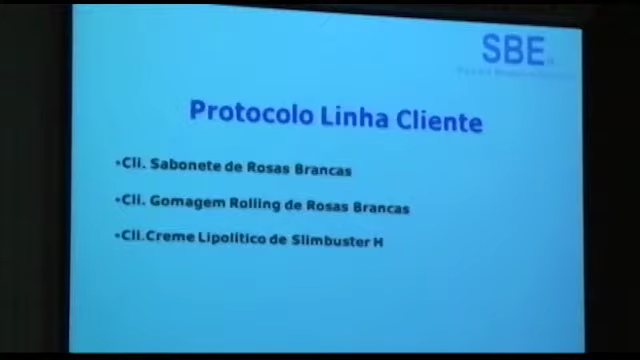 SBE
Protocolo Linha Cliente
•Cli. Sabonete de Rosas Brancas
•Cli. Gomagem Rolling de Rosas Brancas
•Cli.Creme Lipolítico de Slimbuster H